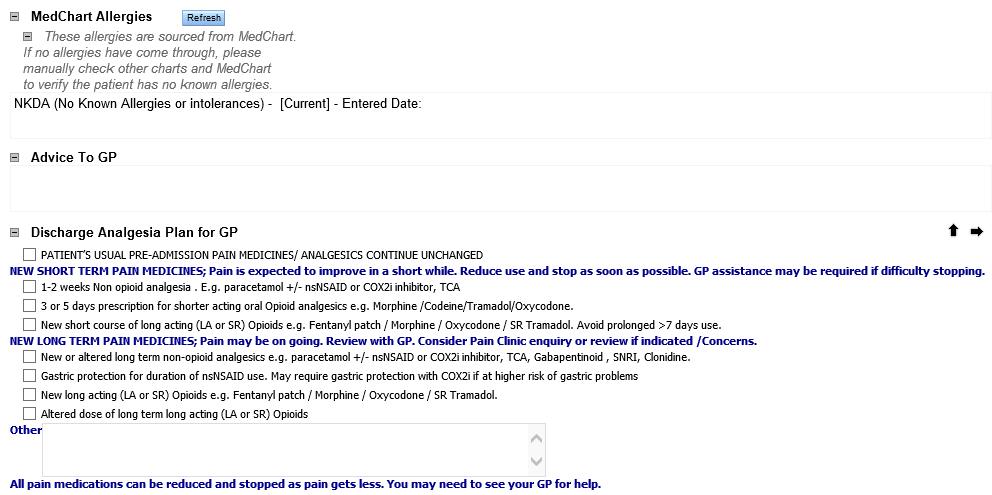 MedChart Allergies
Refresh
These allergies are sourced from MedChart.
If no allergies have come through, please
manually check other charts and MedChart
to verify the patient has no known allergies.
NKDA (No Known Allergies or intolerances) - [Current] - Entered Date:
Advice To GP
Discharge Analgesia Plan for GP
PATIENT'S USUAL PRE-ADMISSION PAIN MEDICINES/ ANALGESICS CONTINUE UNCHANGED
NEW SHORT TERM PAIN MEDICINES; Pain is expected to improve in a short while. Reduce use and stop as soon as possible. GP assistance may be required if difficulty stopping.
1-2 weeks Non opioid analgesia . E.g. paracetamol +/- nsNSAID or COX2i inhibitor, TCA
3 or 5 days prescription for shorter acting oral Opioid analgesics e.g. Morphine /Codeine/Tramadol/Oxycodone.
New short course of long acting (LA or SR) Opioids e.g. Fentanyl patch / Morphine / Oxycodone / SR Tramadol. Avoid prolonged >7 days use.
NEW LONG TERM PAIN MEDICINES; Pain may be on going. Review with GP. Consider Pain Clinic enquiry or review if indicated /Concerns.
New or altered long term non-opioid analgesics e.g. paracetamol +/- nsNSAID or COX2i inhibitor, TCA, Gabapentinoid , SNRI, Clonidine.
Gastric protection for duration of nsNSAID use. May require gastric protection with COX2i if at higher risk of gastric problems
New long acting (LA or SR) Opioids e.g. Fentanyl patch / Morphine / Oxycodone / SR Tramadol.
Altered dose of long term long acting (LA or SR) Opioids
Other
All pain medications can be reduced and stopped as pain gets less. You may need to see your GP for help.